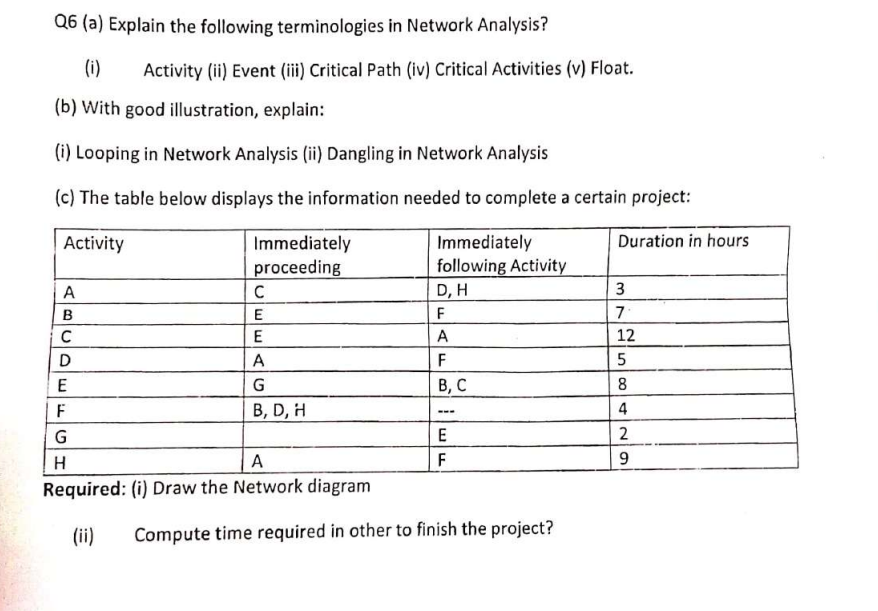 Q6 (a) Explain the following terminologies in Network Analysis?
(i) Activity (ii) Event (iii) Critical Path (iv) Critical Activities (v) Float.
(b) With good illustration, explain:
(i) Looping in Network Analysis (ii) Dangling in Network Analysis
(c) The table below displays the information needed to complete a certain project:
Activity Immediately proceeding Immediately following Activity Duration in hours
A C D, H 3
B E F 7
C E A 12
D A F 5
E G B, C 8
F B, D, H --- 4
G E 2
H A F 9
Required: (i) Draw the Network diagram
(ii) Compute time required in other to finish the project?